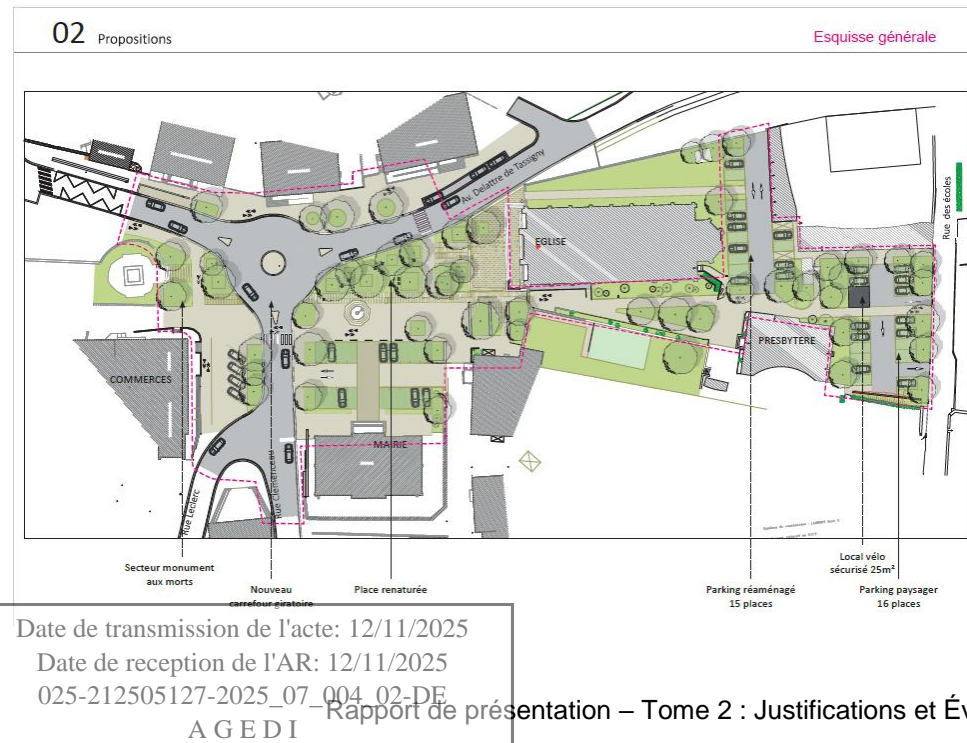 02 Propositions
Esquisse générale
Av. Delattre de Tassigny
Rue des écoles
EGLISE
PRESBYTERE
COMMERCES
MAIRIE
Rue Leclerc
Rue Clemenceau
Secteur monument
aux morts
Nouveau
carrefour giratoire
Place renaturée
Parking réaménagé
15 places
Local vélo
sécurisé 25m²
Parking paysager
16 places
Date de transmission de l'acte: 12/11/2025
Date de reception de l'AR: 12/11/2025
025-212505127-2025_07_004_02-DE
A G E D I
Rapport de présentation – Tome 2 : Justifications et Év